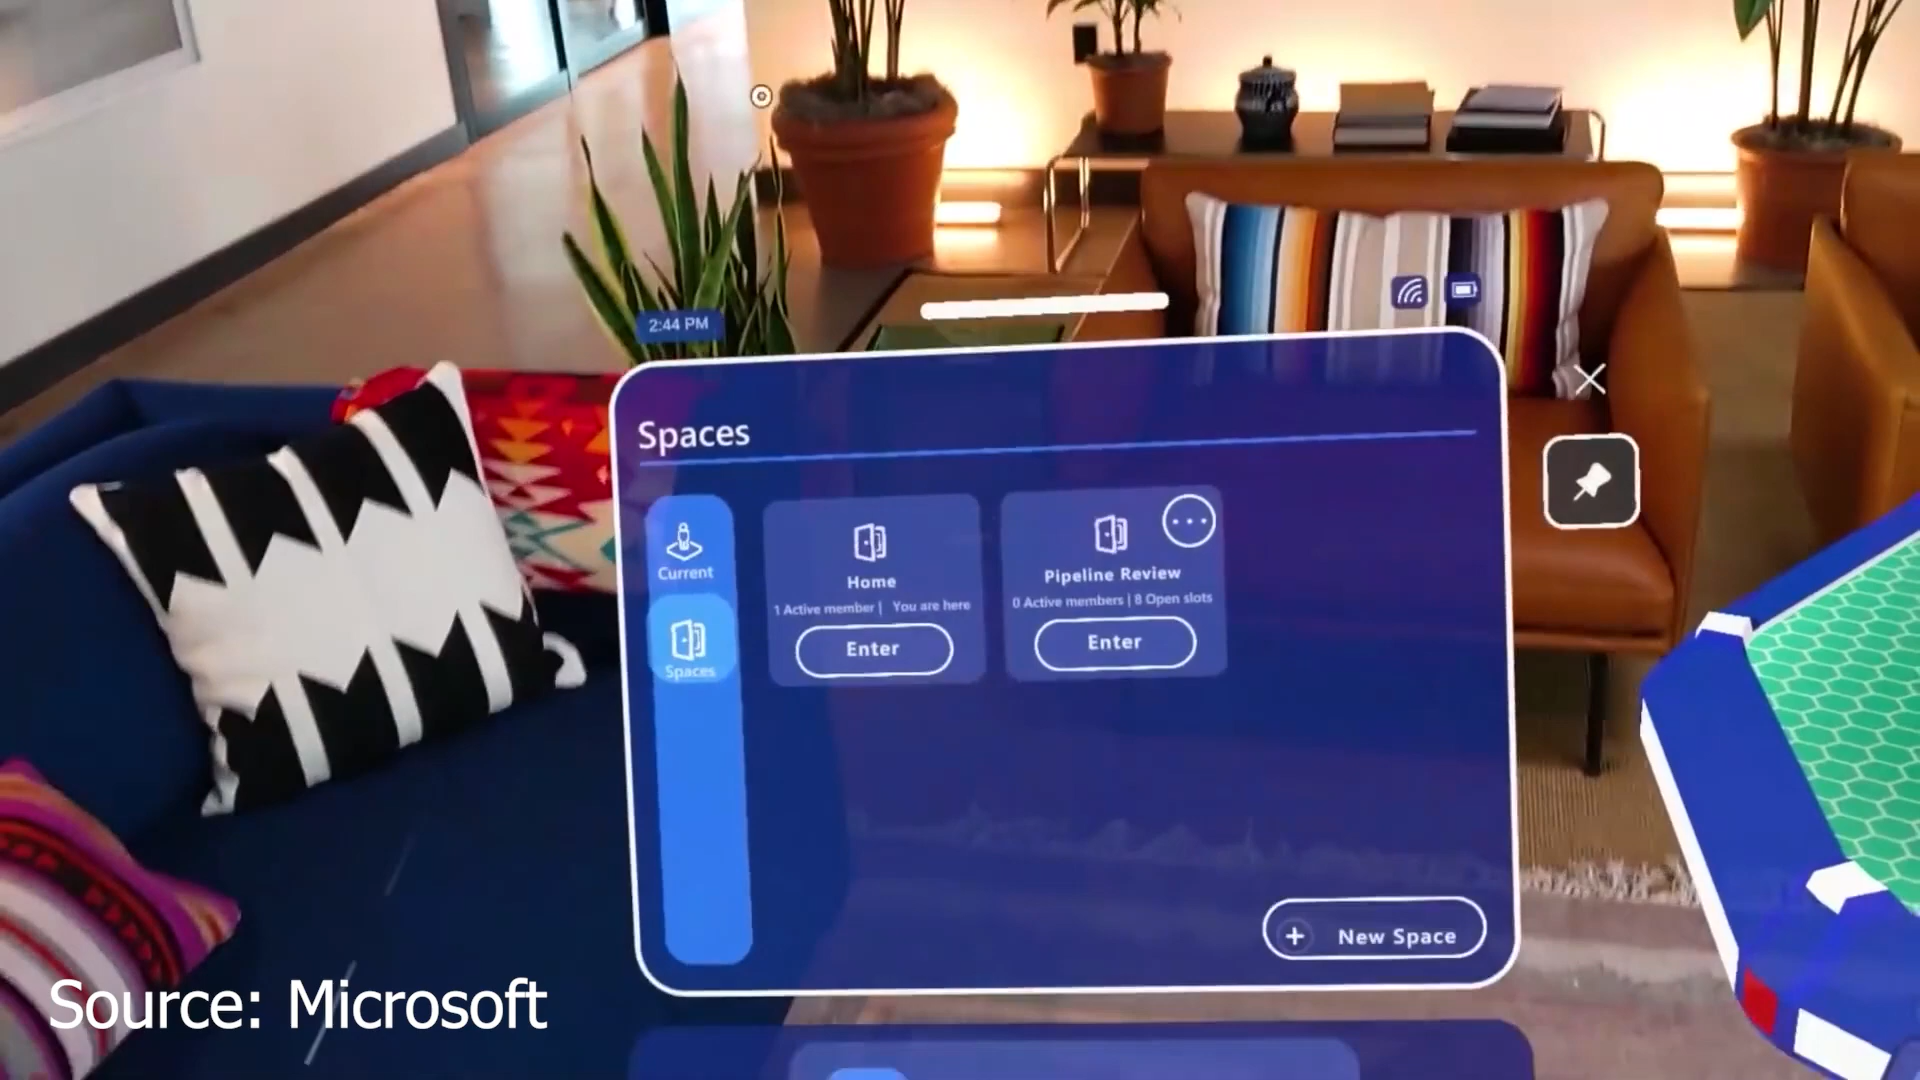 2:44 PM
Spaces
Current
Spaces
Home
1 Active member | You are here
Enter
Pipeline Review
0 Active members | 8 Open slots
Enter
+ New Space
Source: Microsoft